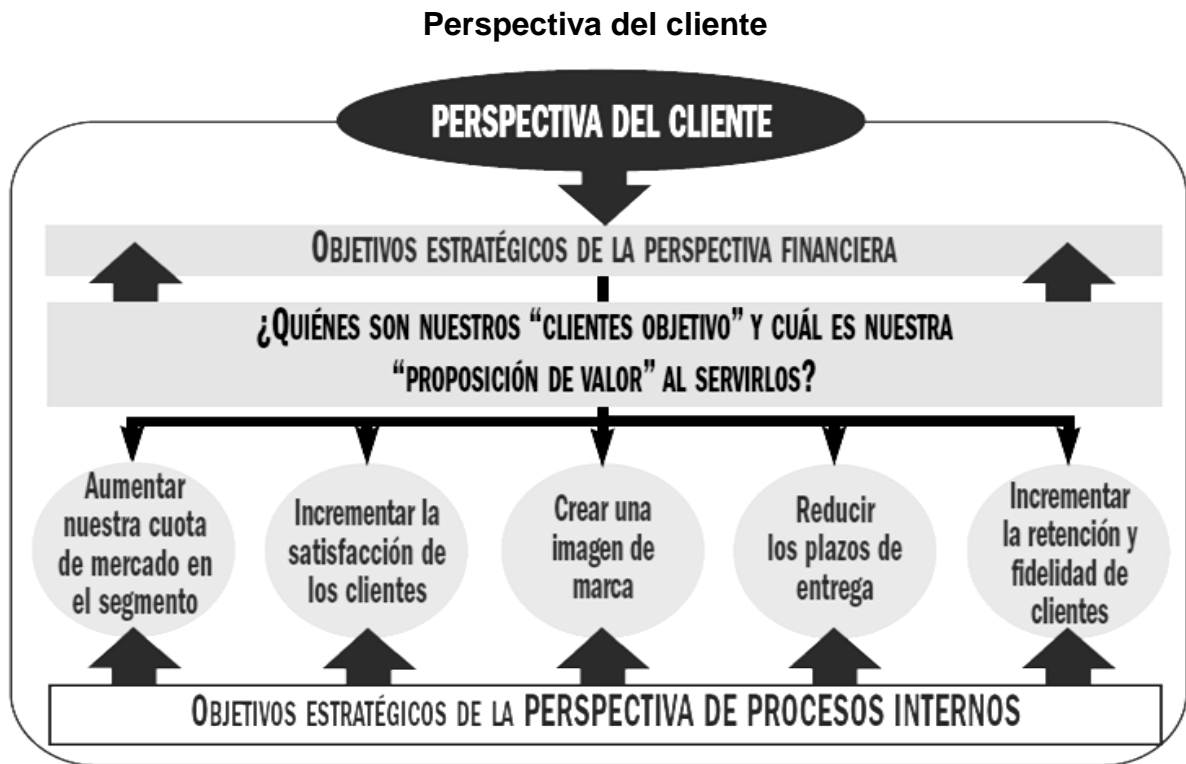 Perspectiva del cliente
PERSPECTIVA DEL CLIENTE
OBJETIVOS ESTRATÉGICOS DE LA PERSPECTIVA FINANCIERA
¿QUIÉNES SON NUESTROS “CLIENTES OBJETIVO” Y CUÁL ES NUESTRA
“PROPOSICIÓN DE VALOR” AL SERVIRLOS?
Aumentar
nuestra cuota
de mercado en
el segmento
Incrementar la
satisfacción de
los clientes
Crear una
imagen de
marca
Reducir
los plazos de
entrega
Incrementar
la retención y
fidelidad de
clientes
OBJETIVOS ESTRATÉGICOS DE LA PERSPECTIVA DE PROCESOS INTERNOS